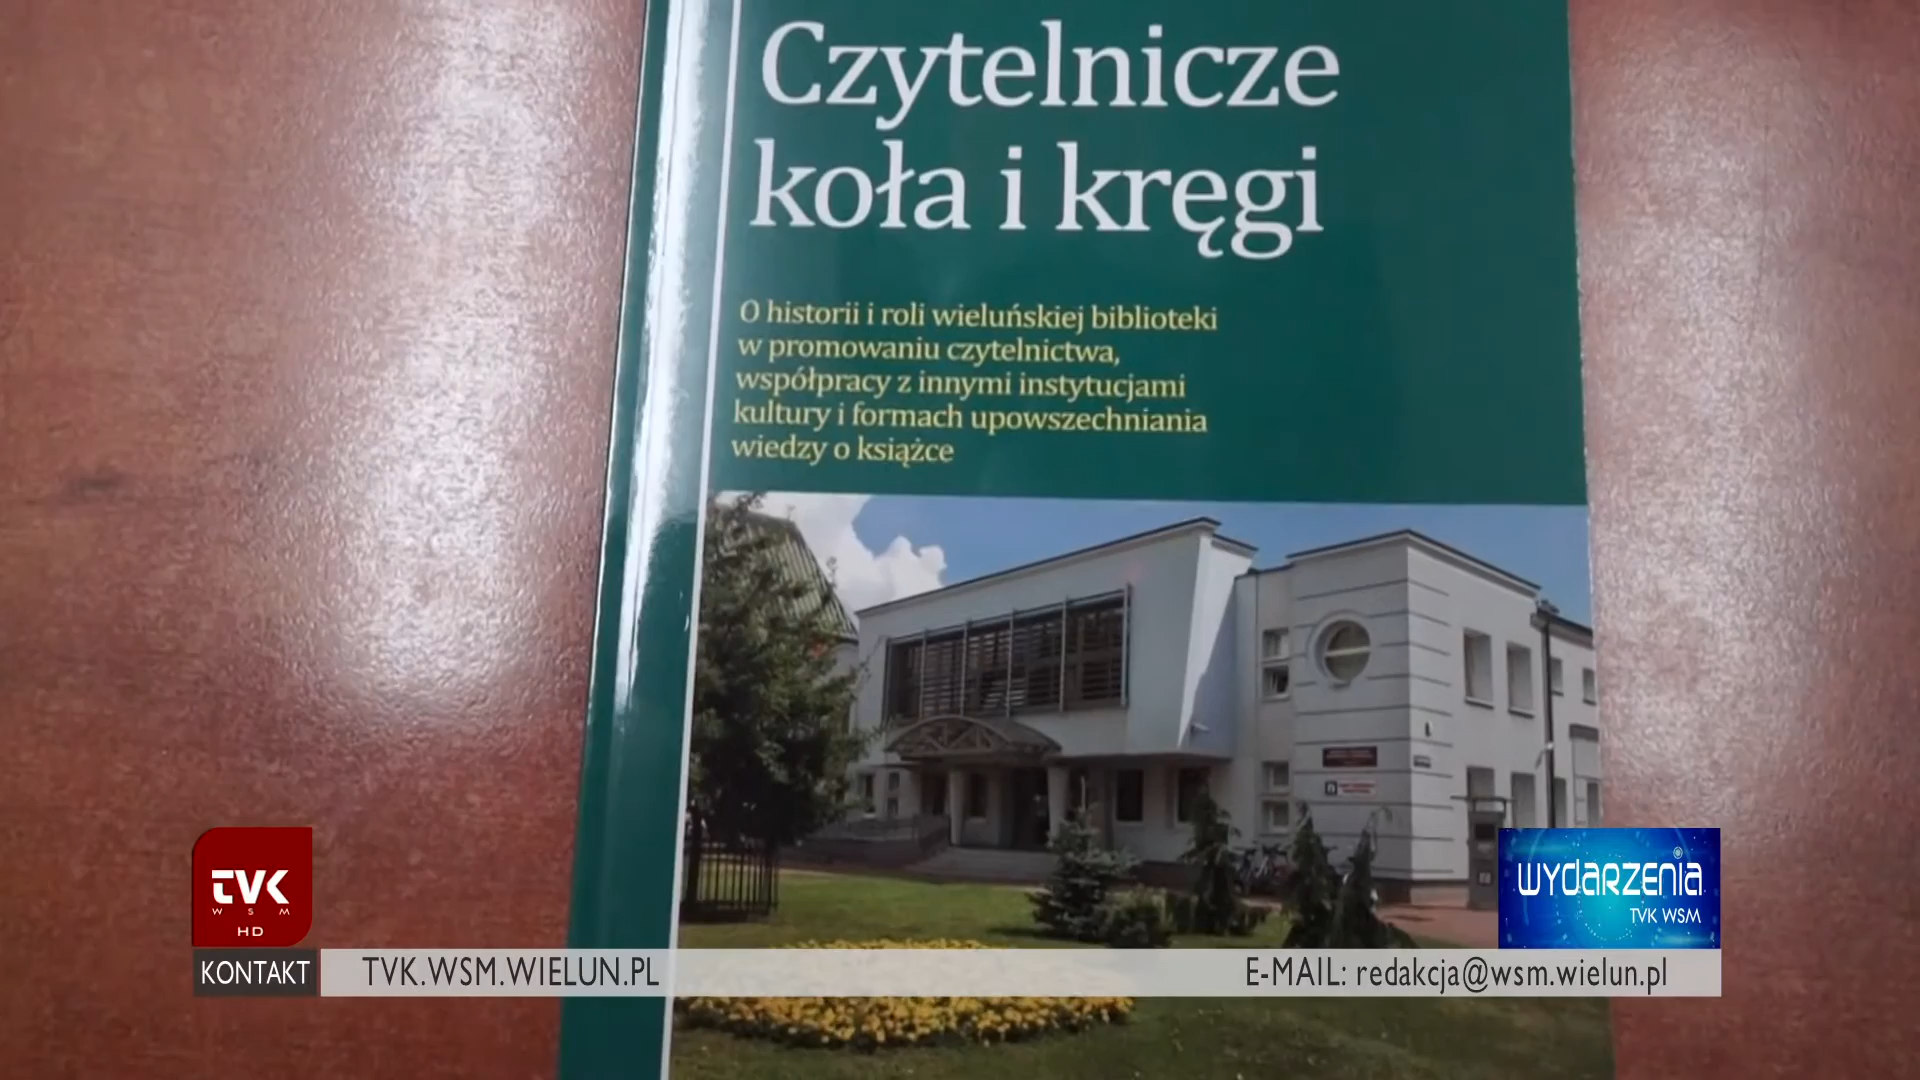 Czytelnicze
koła i kręgi
O historii i roli wieluńskiej biblioteki
w promowaniu czytelnictwa,
współpracy z innymi instytucjami
kultury i formach upowszechniania
wiedzy o książce
TVK
WSM
HD
WYDARZENIA
TVK WSM
KONTAKT
TVK.WSM.WIELUN.PL
E-MAIL: redakcja@wsm.wielun.pl